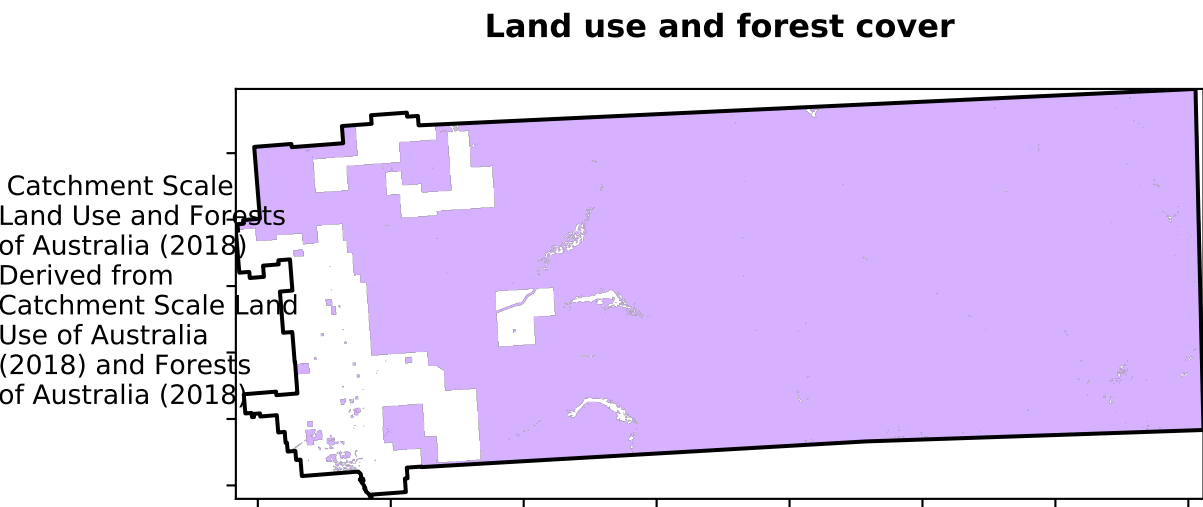 Land use and forest cover
Catchment Scale
Land Use and Forests
of Australia (2018)
Derived from
Catchment Scale Land
Use of Australia
(2018) and Forests
of Australia (2018)